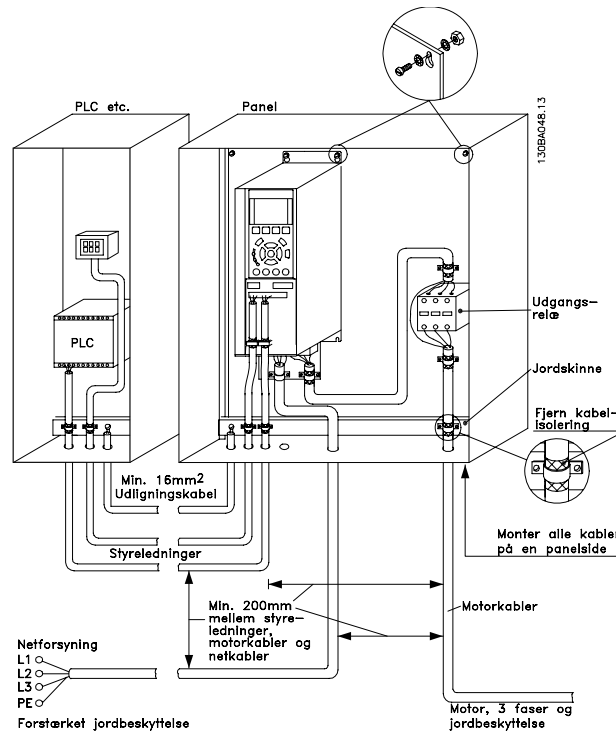 PLC etc.
Panel
130BA048.13
PLC
Udgangs-
relæ
Jordskinne
Fjern kabel-
isolering
Min. 16mm2
Udligningskabel
Styreledninger
Monter alle kabler
på en panelside
Min. 200mm
mellem styre-
ledninger,
motorkabler og
netkabler
Motorkabler
Netforsyning
L1
L2
L3
PE
Forstærket jordbeskyttelse
Motor, 3 faser og
jordbeskyttelse